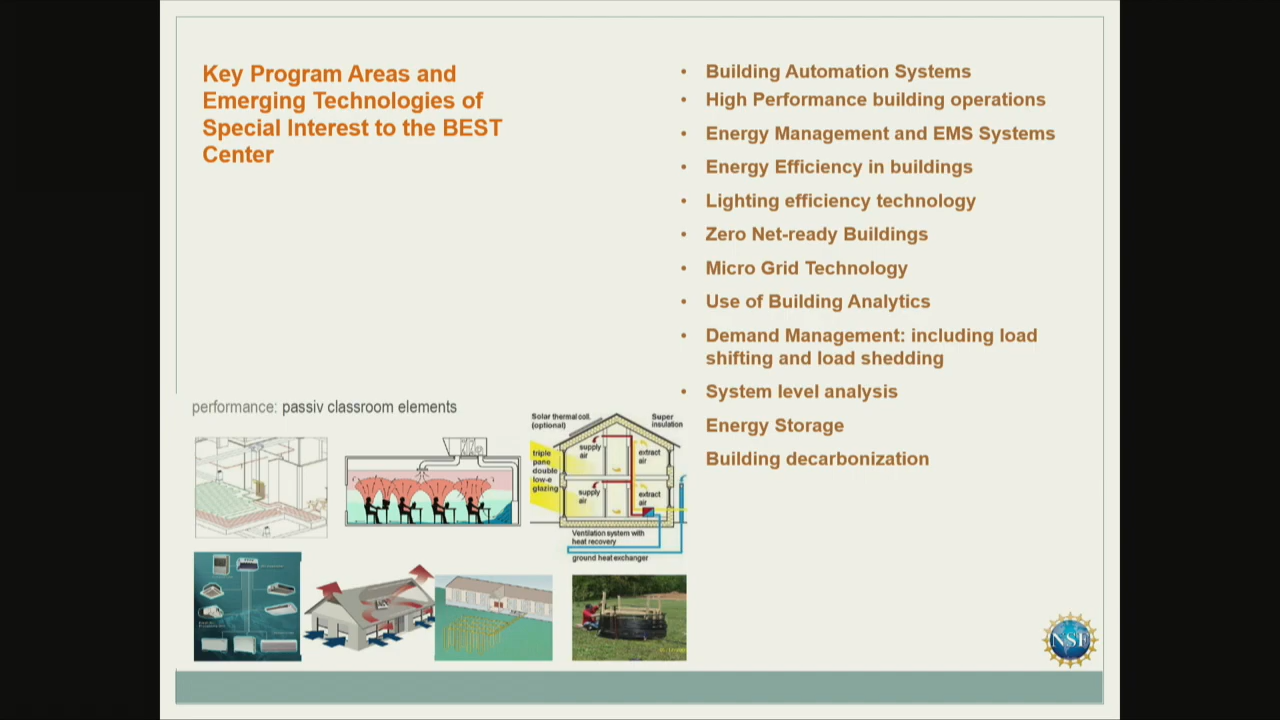 Key Program Areas and
Emerging Technologies of
Special Interest to the BEST
Center
• Building Automation Systems
• High Performance building operations
• Energy Management and EMS Systems
• Energy Efficiency in buildings
• Lighting efficiency technology
• Zero Net-ready Buildings
• Micro Grid Technology
• Use of Building Analytics
• Demand Management: including load
shifting and load shedding
• System level analysis
Energy Storage
Building decarbonization
performance: passiv classroom elements
Solar thermal coll.
(optional)
Super
insulation
triple
pane
double
low-e
glazing
supply
air
extract
air
supply
air
extract
air
Ventilation system with
heat recovery
ground heat exchanger
NSF